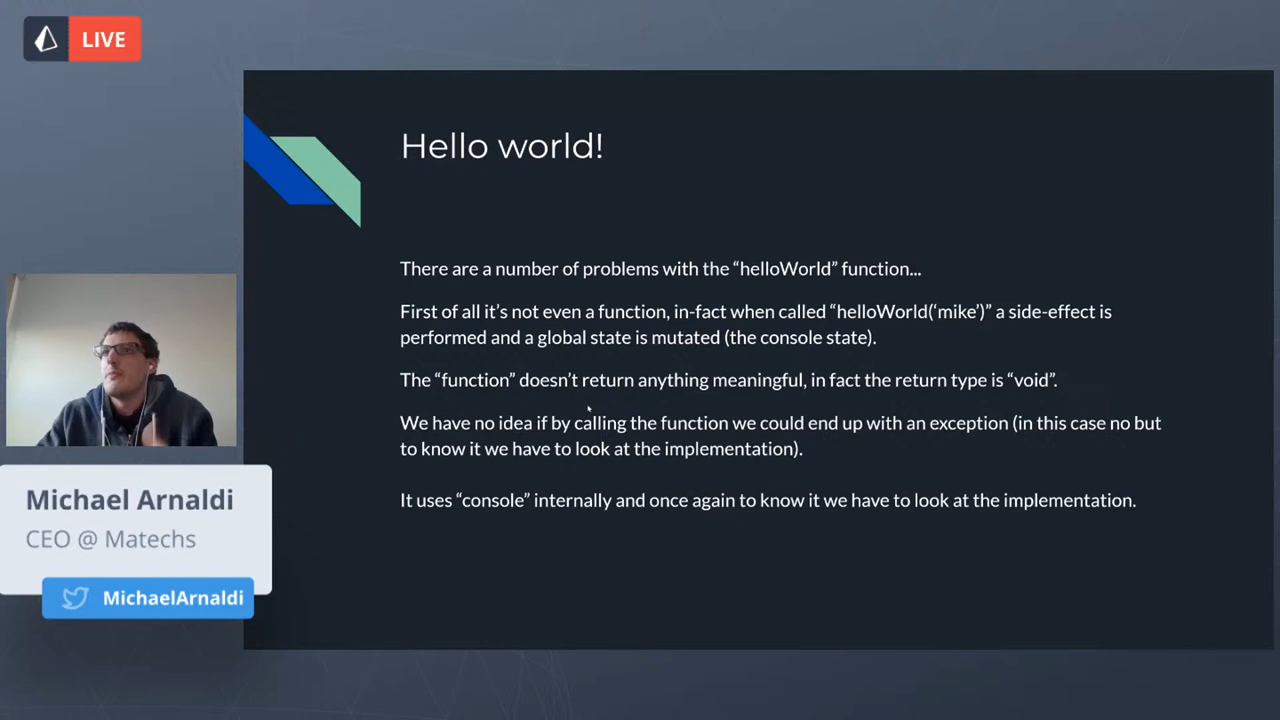 LIVE
Hello world!
There are a number of problems with the “helloWorld” function...
First of all it’s not even a function, in-fact when called “helloWorld(‘mike’)” a side-effect is
performed and a global state is mutated (the console state).
The “function” doesn’t return anything meaningful, in fact the return type is “void”.
We have no idea if by calling the function we could end up with an exception (in this case no but
to know it we have to look at the implementation).
It uses “console” internally and once again to know it we have to look at the implementation.
Michael Arnaldi
CEO @ Matechs
MichaelArnaldi